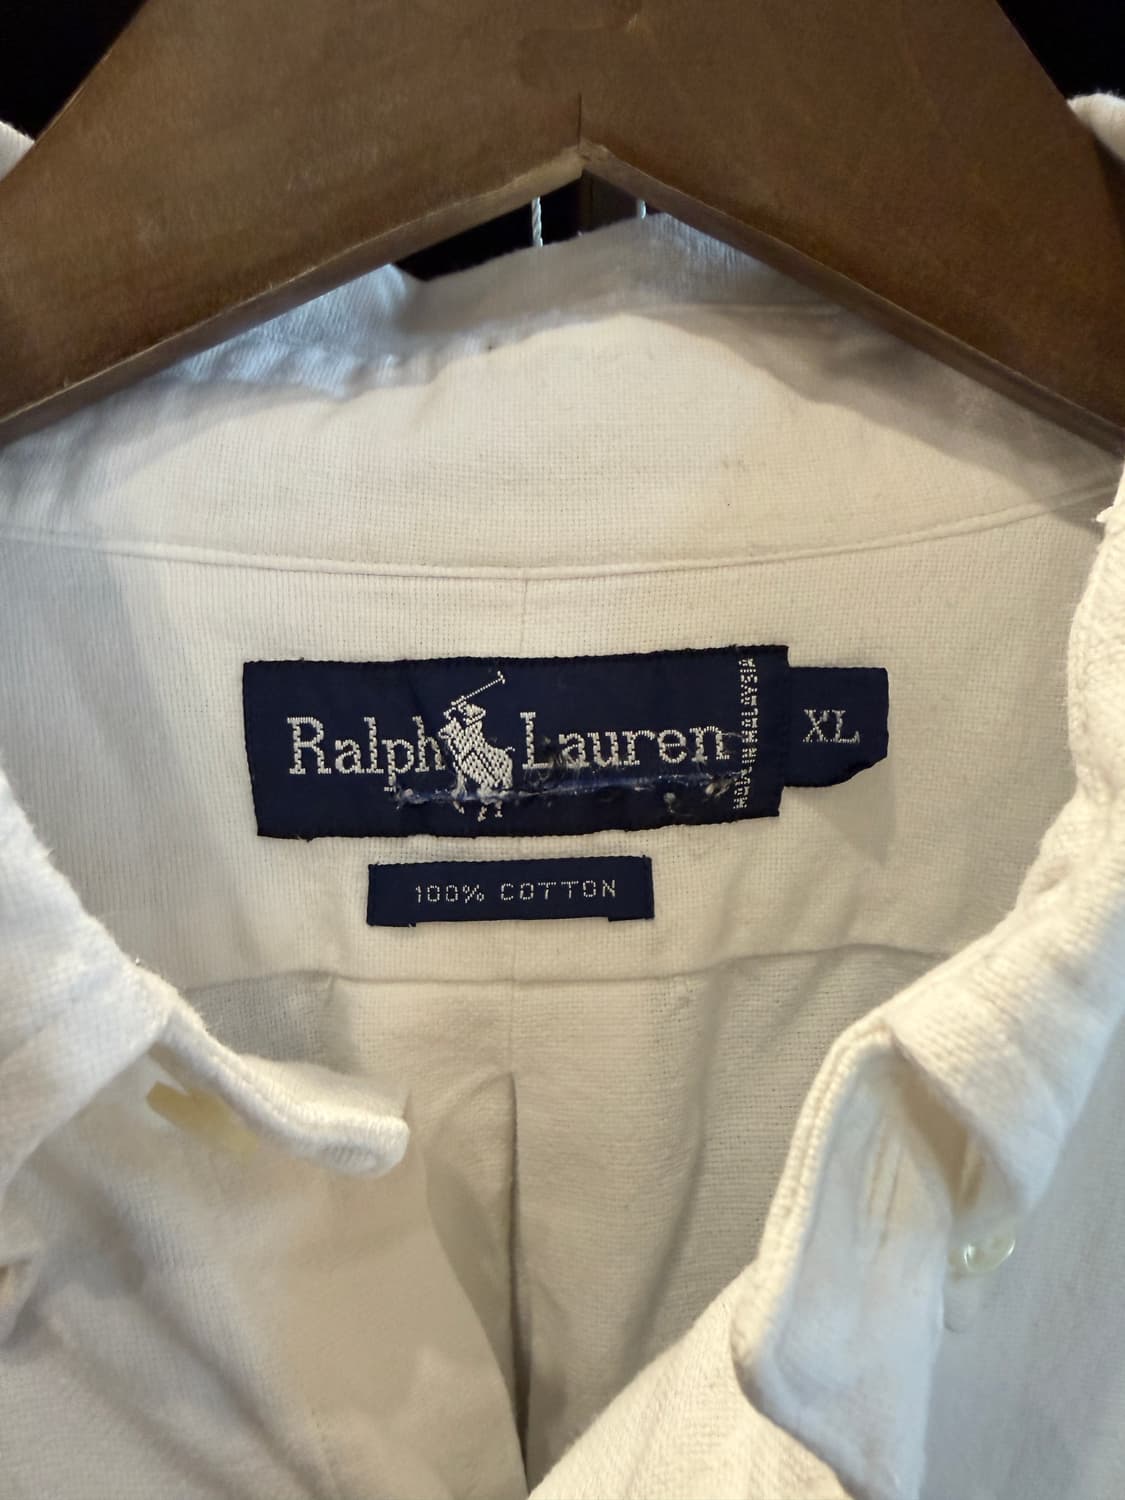 Ralph Lauren
MADE IN MALAYSIA
XL
100% COTTON